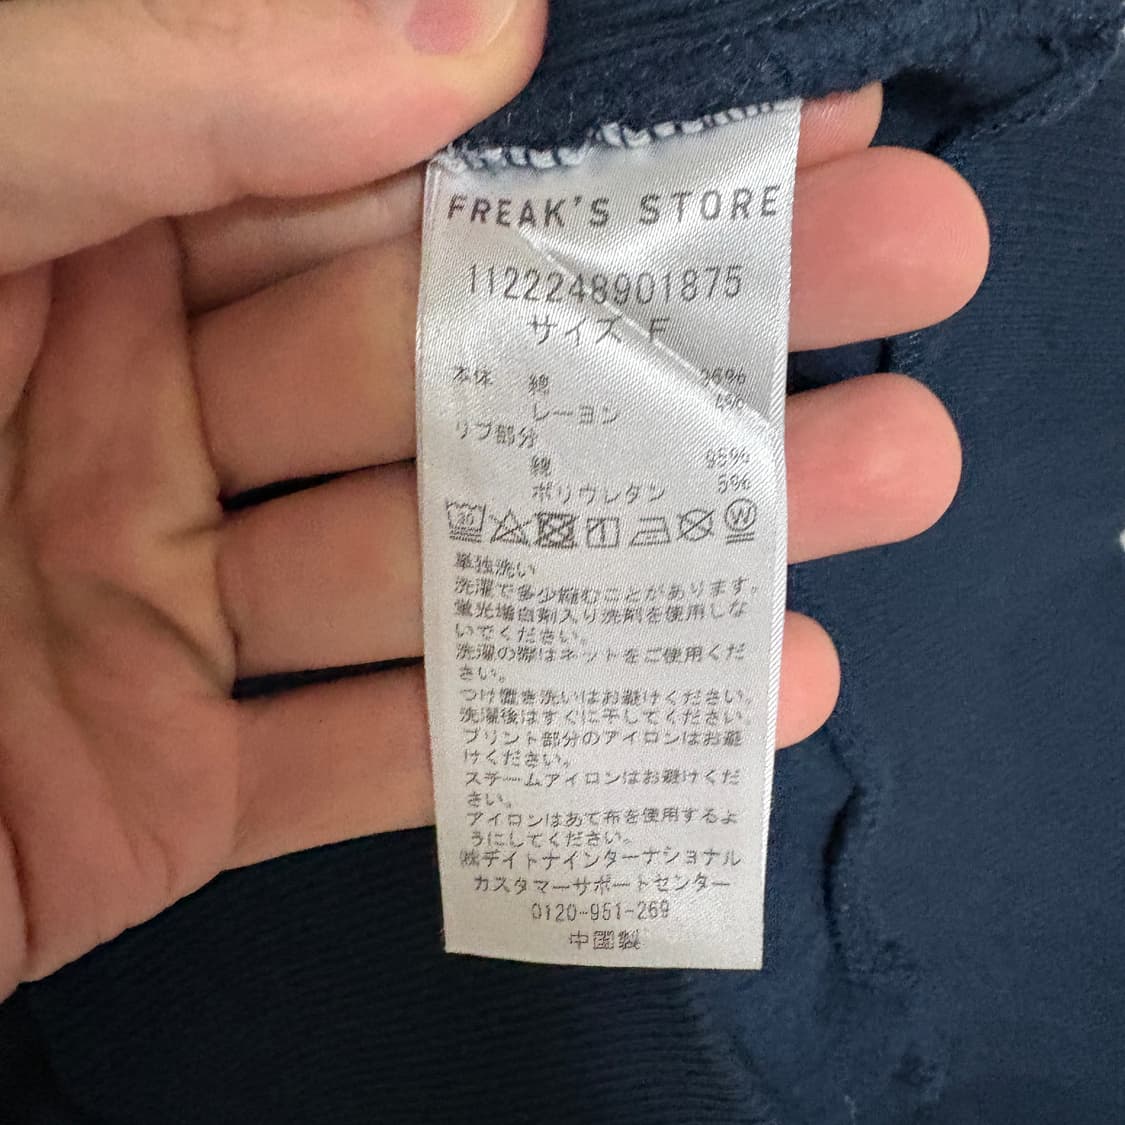 FREAK'S STORE
1122248901875
サイズ F
本体 綿 96%
レーヨン 4%
リブ部分
綿 95%
ポリウレタン 5%
30 W
単独洗い
洗濯で多少縮むことがあります。
蛍光増白剤入り洗剤を使用しな
いでください。
洗濯の際はネットをご使用くだ
さい。
つけ置き洗いはお避けください。
洗濯後はすぐに干してください。
プリント部分のアイロンはお避
けください。
スチームアイロンはお避けくだ
さい。
アイロンはあて布を使用するよ
うにしてください。
㈱デイトナインターナショナル
カスタマーサポートセンター
0120-951-269
中国製